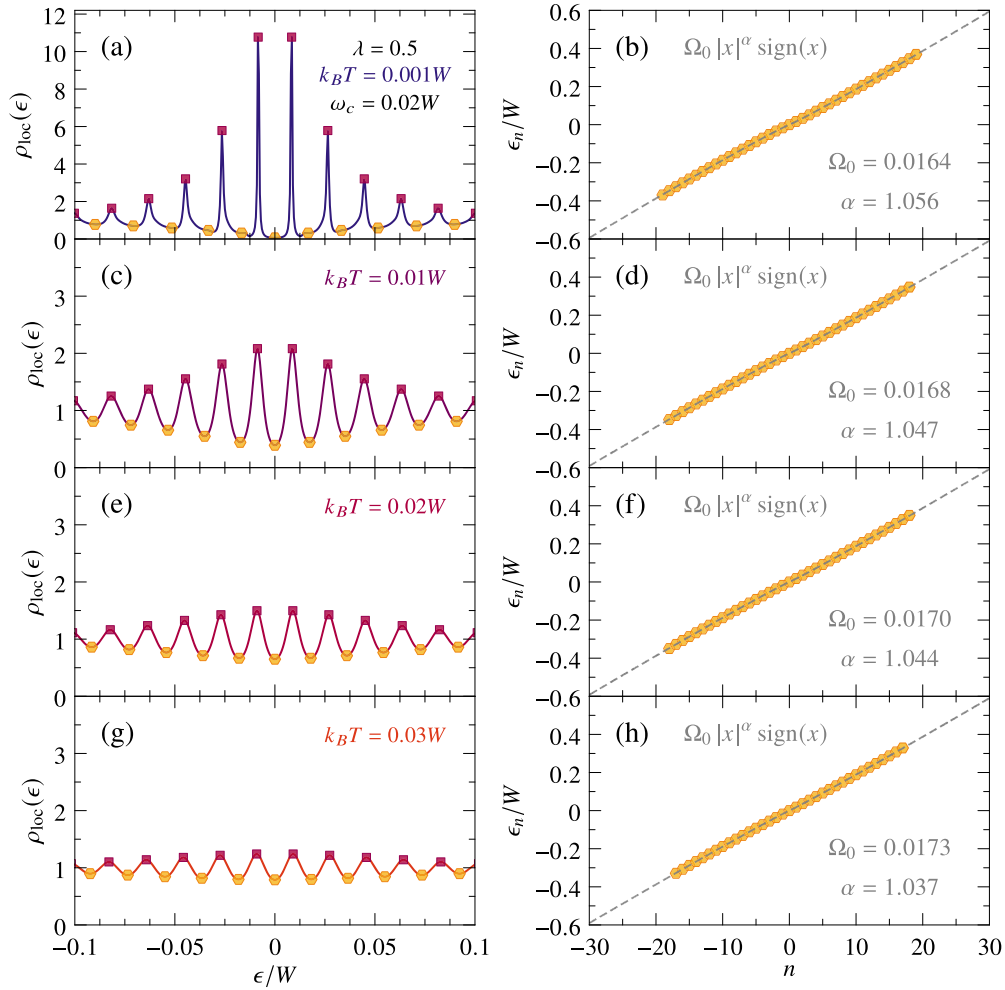 (a)
λ = 0.5
k_BT = 0.001W
ω_c = 0.02W
ρ_loc(ϵ)
12
10
8
6
4
2
0
(b)
Ω_0 |x|^α sign(x)
Ω_0 = 0.0164
α = 1.056
ϵ_n/W
0.6
0.4
0.2
0
−0.2
−0.4
−0.6
(c)
k_BT = 0.01W
ρ_loc(ϵ)
3
2
1
0
(d)
Ω_0 |x|^α sign(x)
Ω_0 = 0.0168
α = 1.047
ϵ_n/W
0.4
0.2
0
−0.2
−0.4
−0.6
(e)
k_BT = 0.02W
ρ_loc(ϵ)
3
2
1
0
(f)
Ω_0 |x|^α sign(x)
Ω_0 = 0.0170
α = 1.044
ϵ_n/W
0.4
0.2
0
−0.2
−0.4
−0.6
(g)
k_BT = 0.03W
ρ_loc(ϵ)
3
2
1
0
−0.1 −0.05 0 0.05 0.1
ϵ/W
(h)
Ω_0 |x|^α sign(x)
Ω_0 = 0.0173
α = 1.037
ϵ_n/W
0.4
0.2
0
−0.2
−0.4
−0.6
−30 −20 −10 0 10 20 30
n